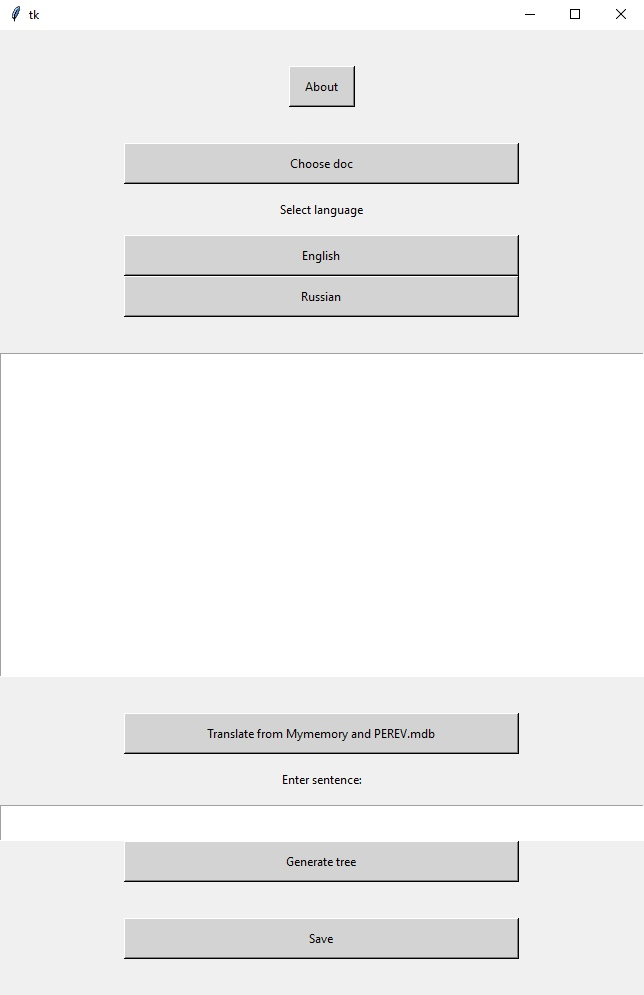 tk
About
Choose doc
Select language
English
Russian
Translate from Mymemory and PEREV.mdb
Enter sentence:
Generate tree
Save